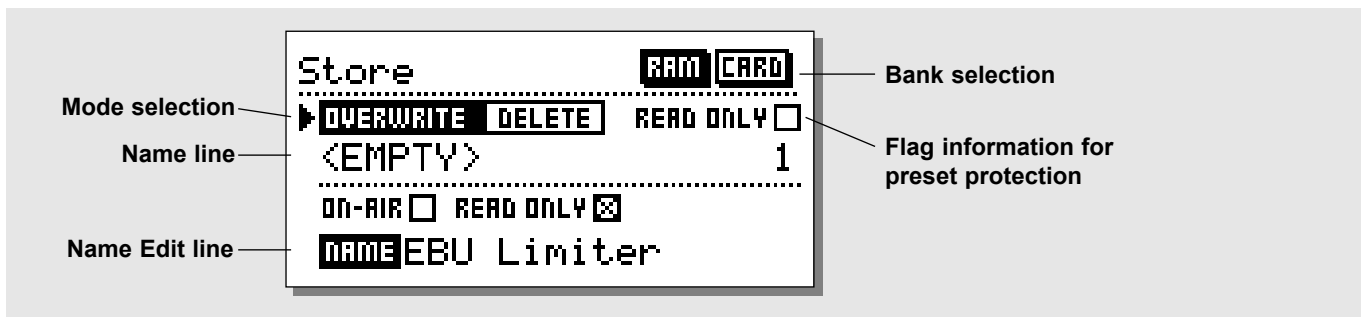 Store RAM CARD
Bank selection
Mode selection
OVERWRITE DELETE READ ONLY
Name line
<EMPTY> 1
Flag information for
preset protection
ON-AIR READ ONLY
Name Edit line
NAME EBU Limiter